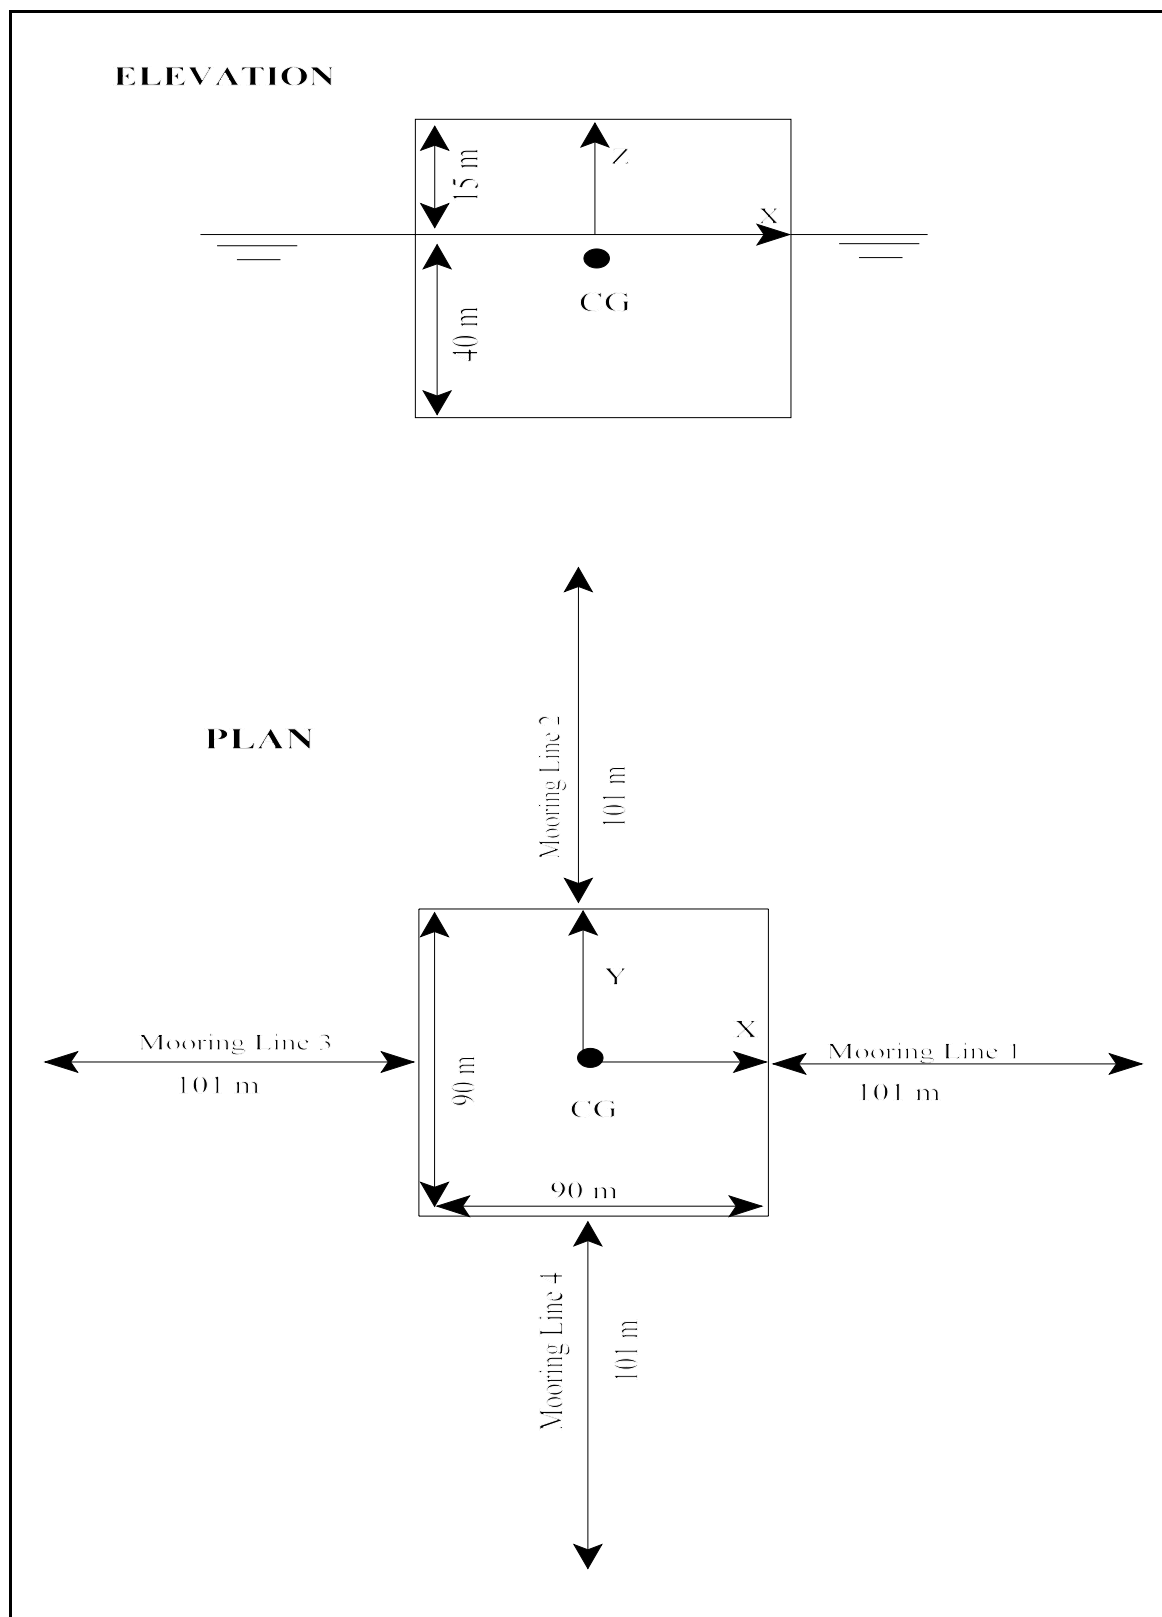 ELEVATION
15 m
Z
X
CG
40 m
PLAN
Mooring Line 2
101 m
Y
X
Mooring Line 3
101 m
Mooring Line 1
101 m
90 m
CG
90 m
Mooring Line 4
101 m